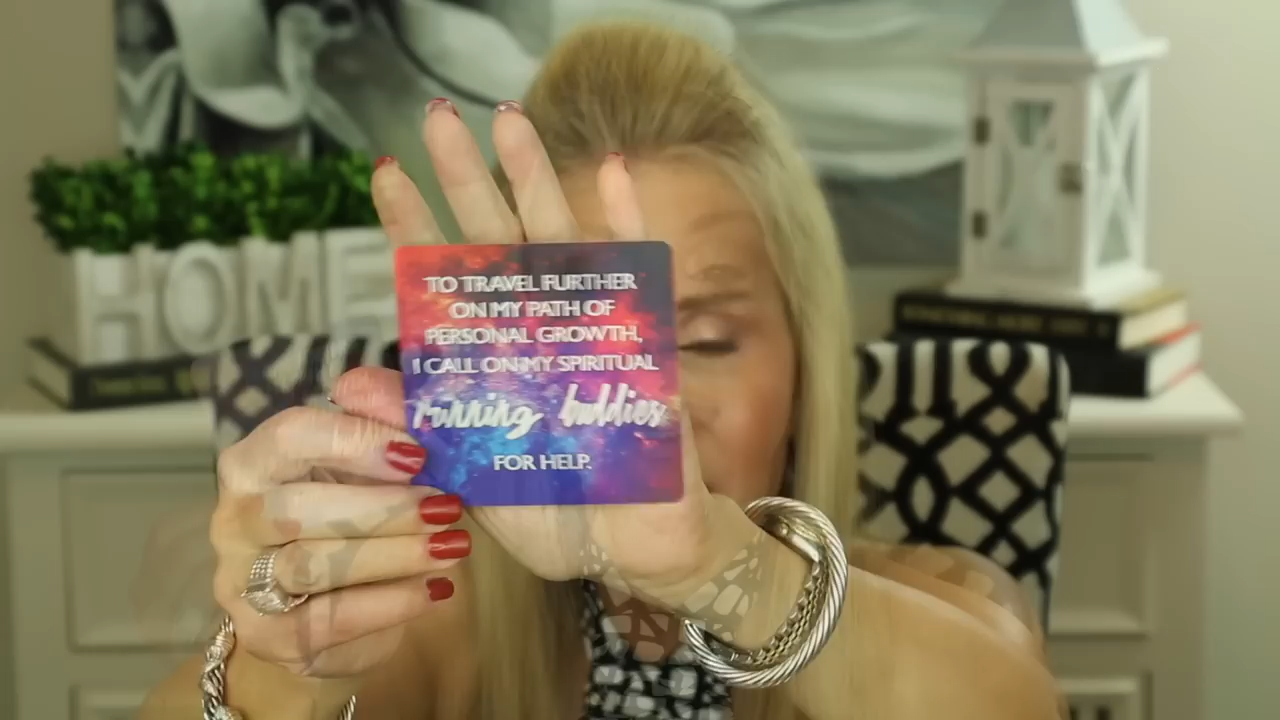 HOME
TO TRAVEL FURTHER
ON MY PATH OF
PERSONAL GROWTH,
I CALL ON MY SPIRITUAL
running buddies
FOR HELP.